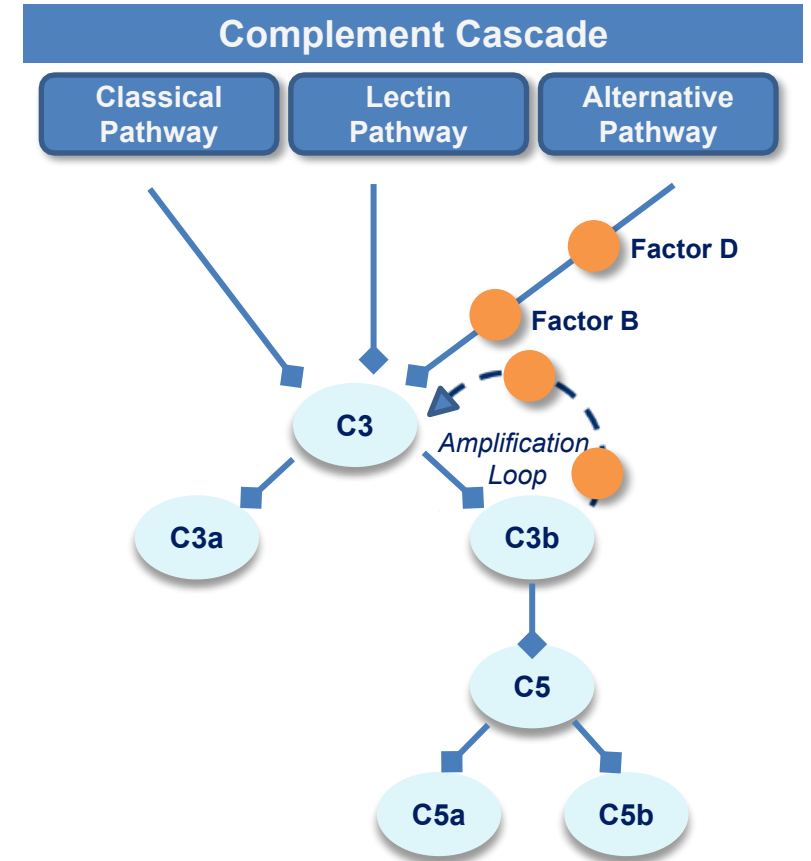 Complement Cascade
Classical
Pathway
Lectin
Pathway
Alternative
Pathway
Factor D
Factor B
C3
Amplification
Loop
C3a
C3b
C5
C5a
C5b